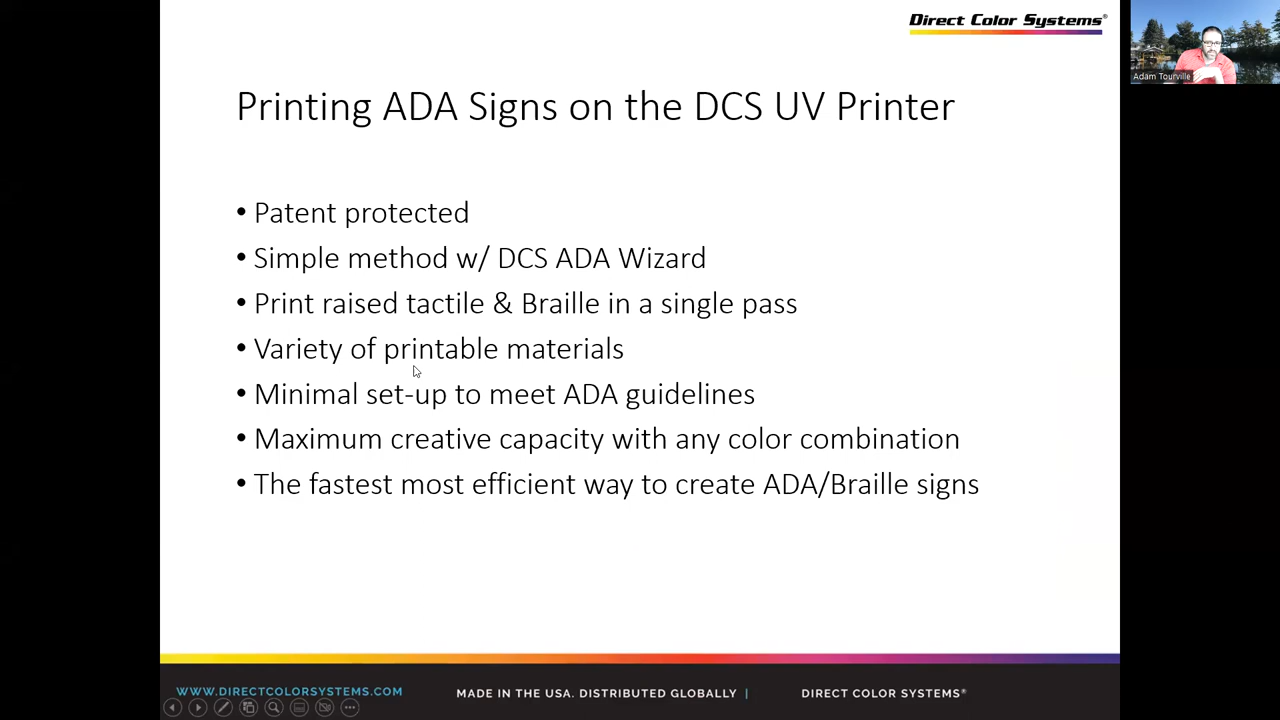 Direct Color Systems®
Adam Tourville
Printing ADA Signs on the DCS UV Printer
• Patent protected
• Simple method w/ DCS ADA Wizard
• Print raised tactile & Braille in a single pass
• Variety of printable materials
• Minimal set-up to meet ADA guidelines
• Maximum creative capacity with any color combination
• The fastest most efficient way to create ADA/Braille signs
WWW.DIRECTCOLORSYSTEMS.COM MADE IN THE USA. DISTRIBUTED GLOBALLY | DIRECT COLOR SYSTEMS®